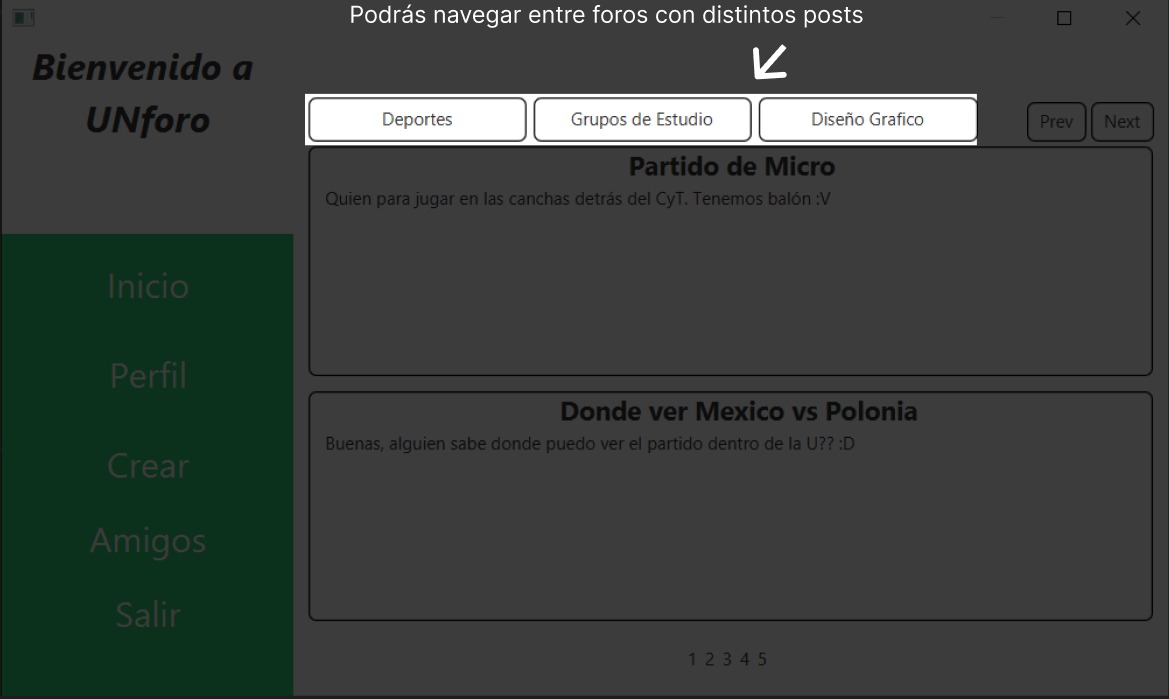 Podrás navegar entre foros con distintos posts
Bienvenido a
UNforo
Deportes
Grupos de Estudio
Diseño Grafico
Prev
Next
Partido de Micro
Quien para jugar en las canchas detrás del CyT. Tenemos balón :V
Inicio
Perfil
Crear
Amigos
Salir
Donde ver Mexico vs Polonia
Buenas, alguien sabe donde puedo ver el partido dentro de la U?? :D
1 2 3 4 5